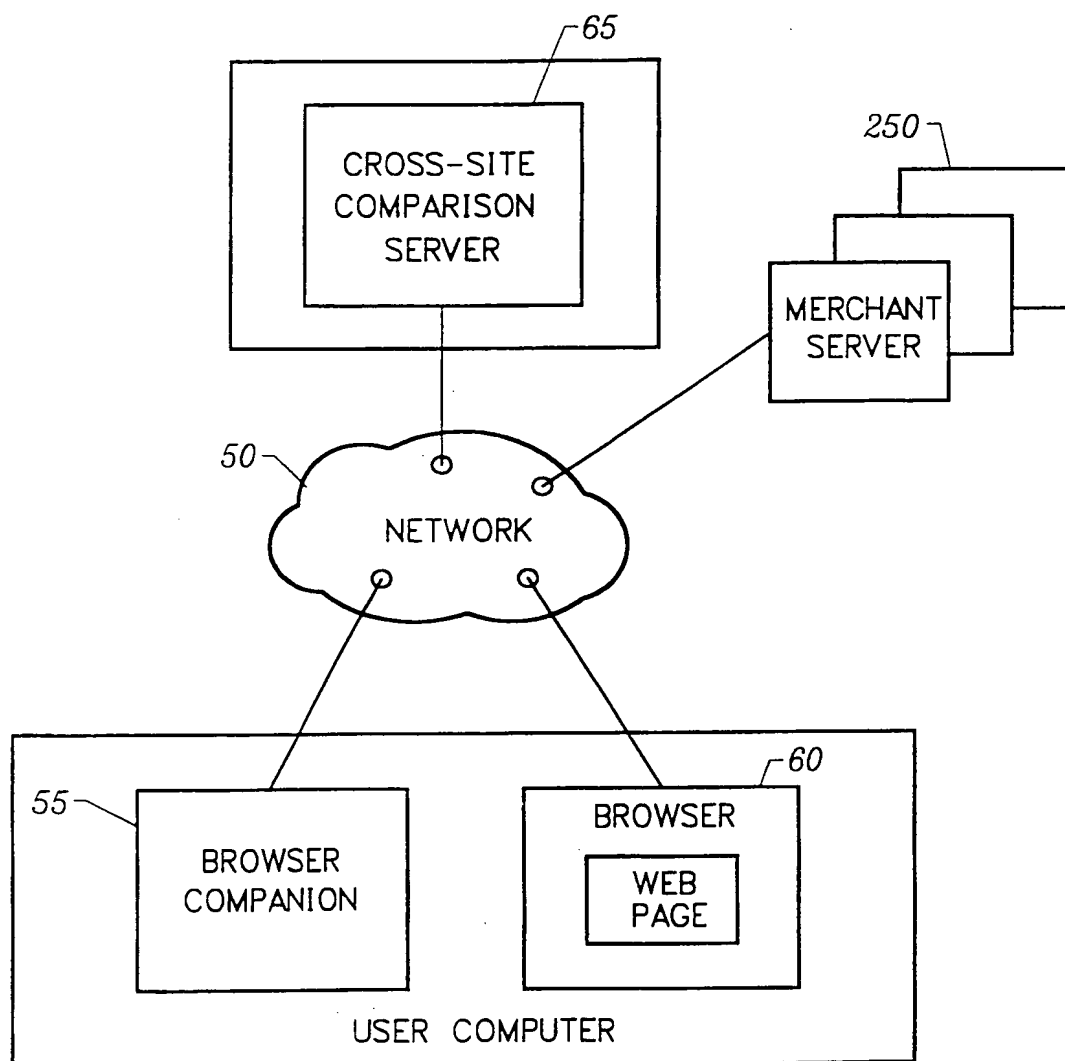 65
CROSS-SITE
COMPARISON
SERVER
250
MERCHANT
SERVER
50
NETWORK
55
BROWSER
COMPANION
60
BROWSER
WEB
PAGE
USER COMPUTER